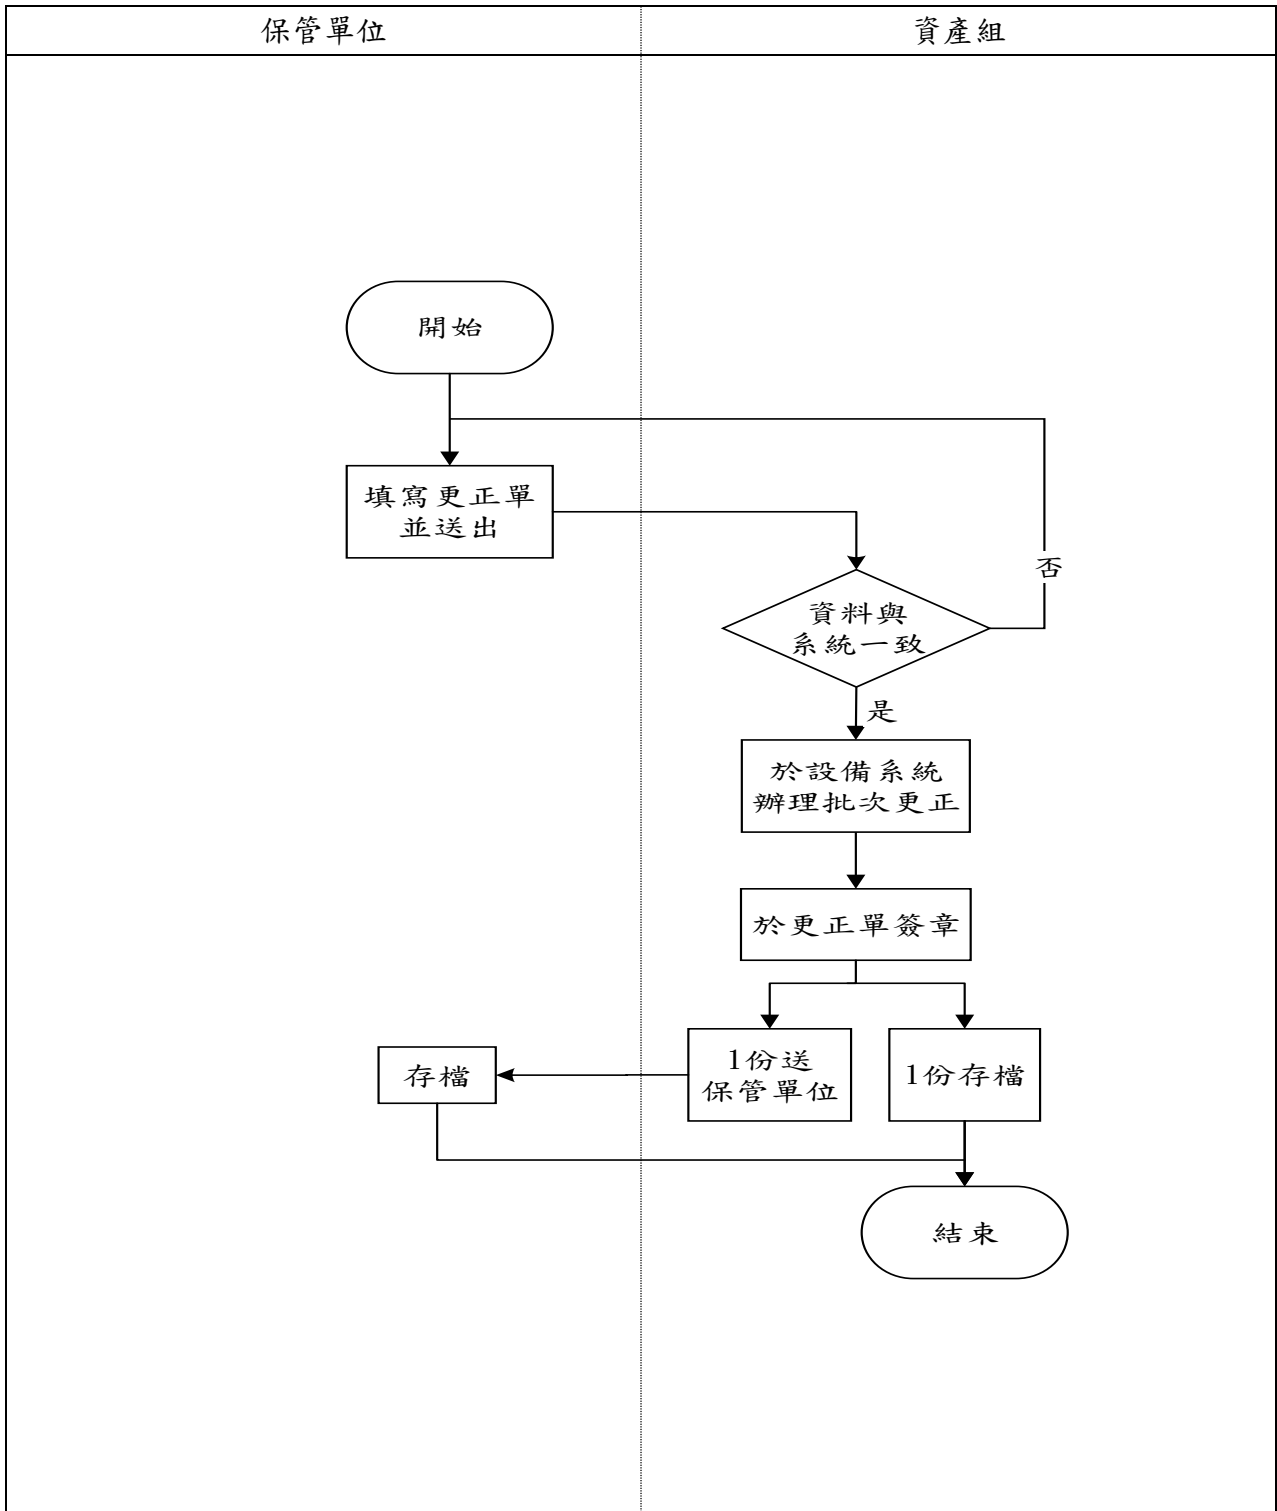 保管單位
資產組
開始
填寫更正單
並送出
否
資料與
系統一致
是
於設備系統
辦理批次更正
於更正單簽章
1份送
保管單位
1份存檔
存檔
結束